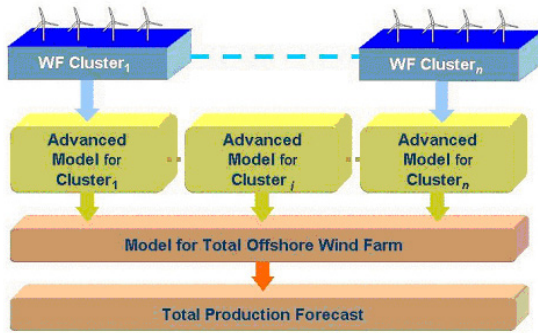 WF Cluster1
WF Clustern
Advanced
Model for
Cluster1
Advanced
Model for
Cluster i
Advanced
Model for
Clustern
Model for Total Offshore Wind Farm
Total Production Forecast